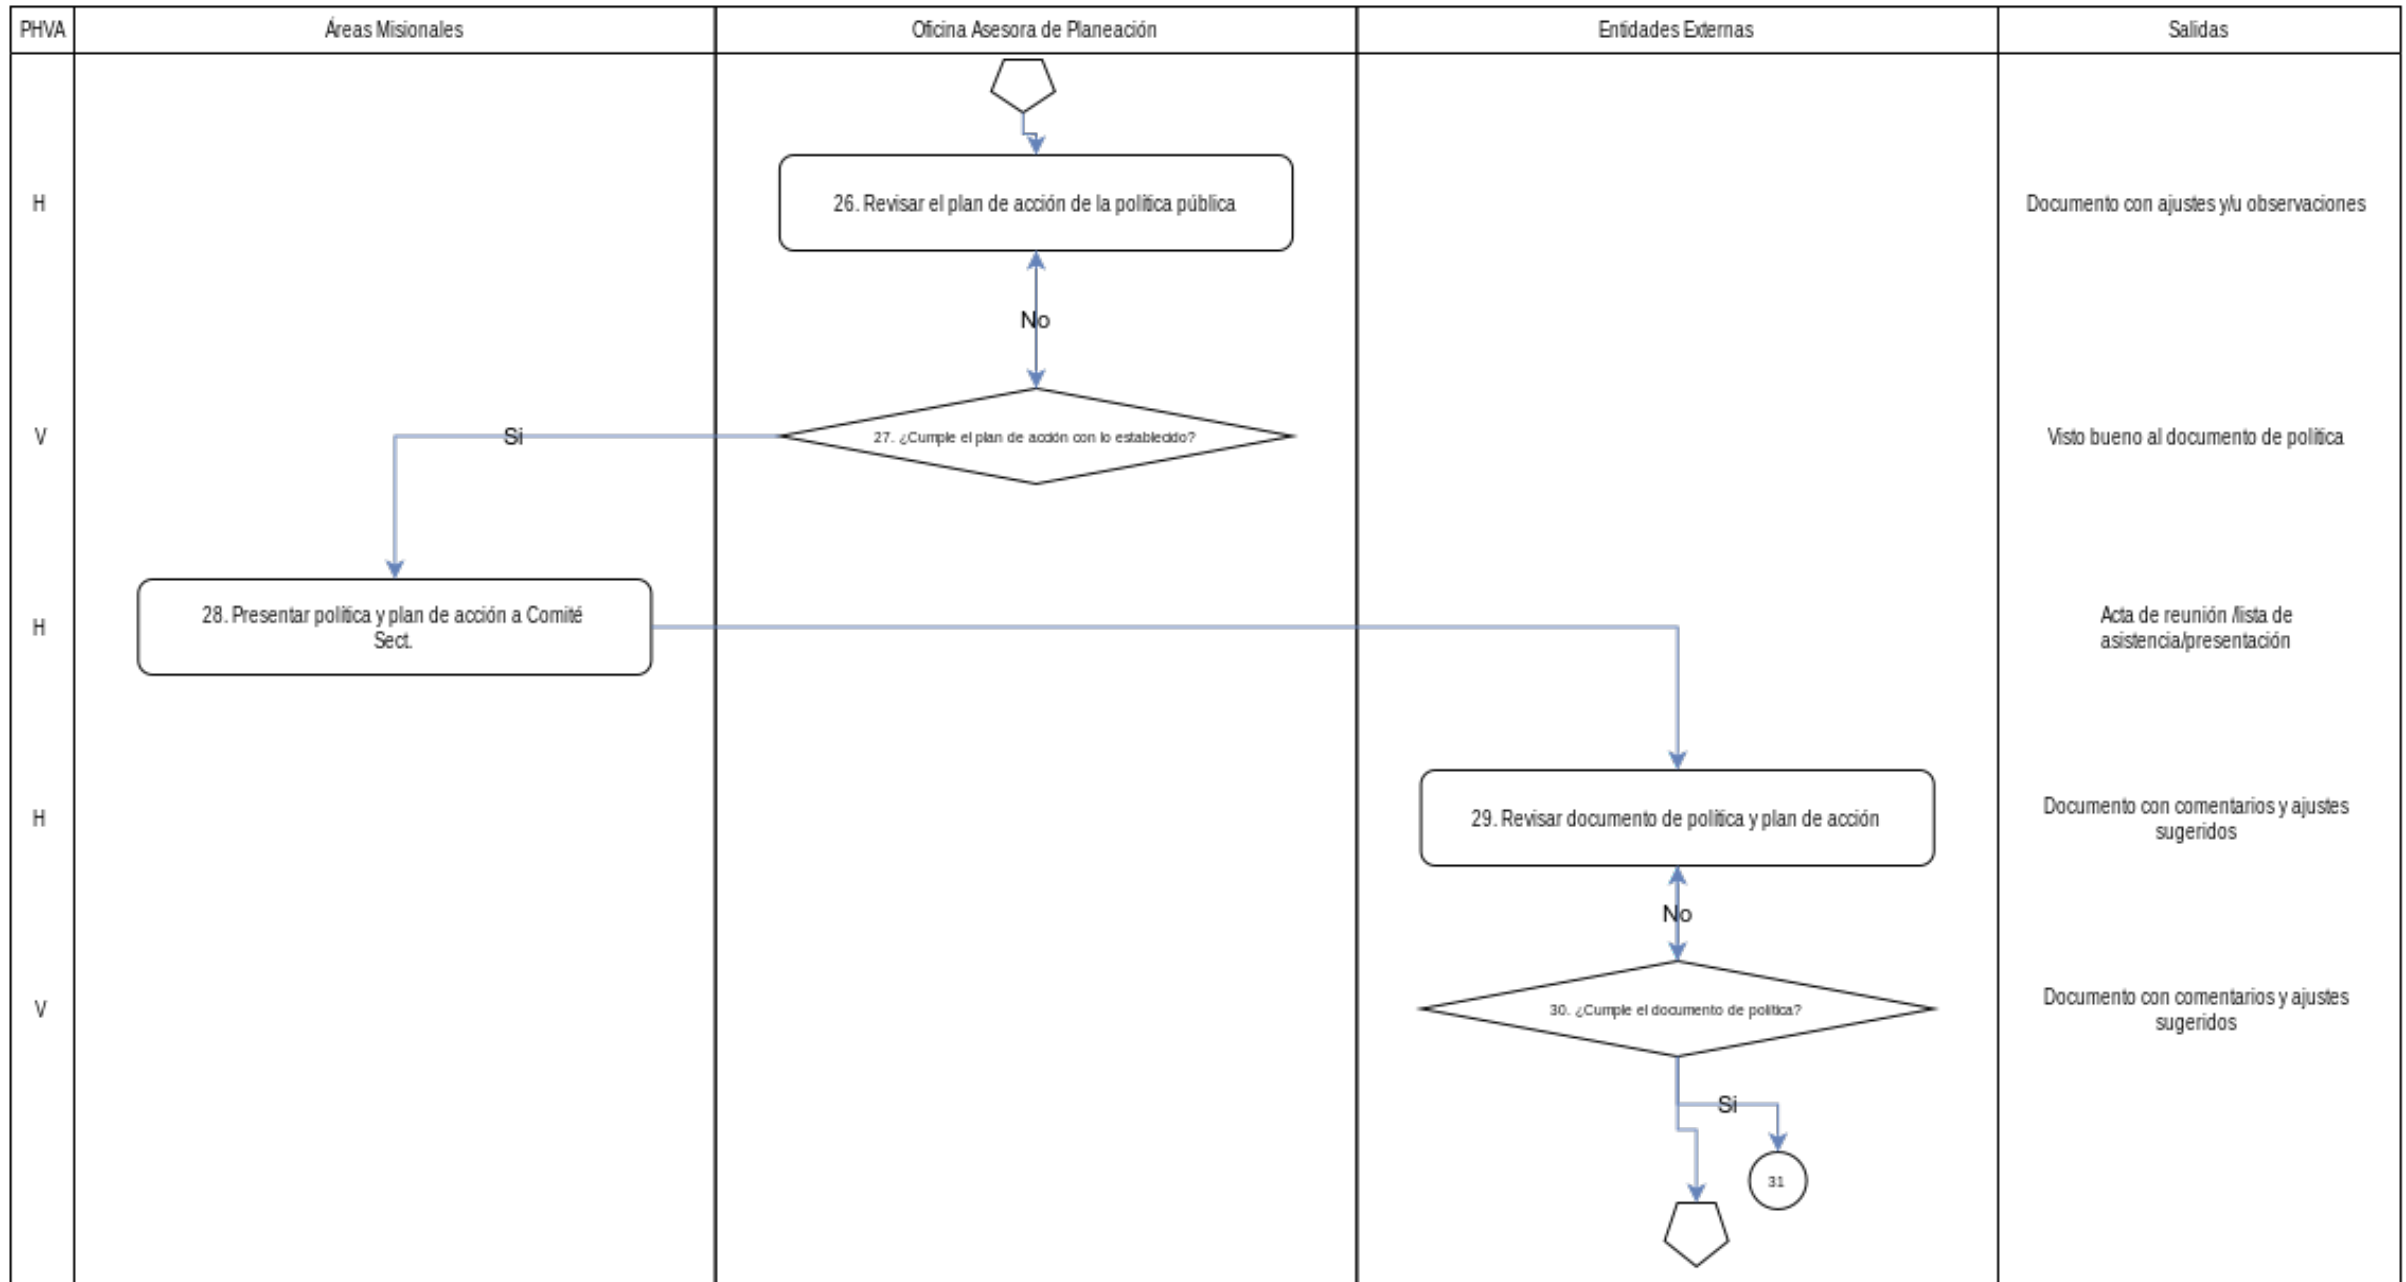 PHVA
Áreas Misionales
Oficina Asesora de Planeación
Entidades Externas
Salidas
H
26. Revisar el plan de acción de la política pública
Documento con ajustes y/u observaciones
No
V
Si
27. ¿Cumple el plan de acción con lo establecido?
Visto bueno al documento de política
H
28. Presentar política y plan de acción a Comité
Sect.
Acta de reunión /lista de
asistencia/presentación
H
29. Revisar documento de política y plan de acción
Documento con comentarios y ajustes
sugeridos
No
V
30. ¿Cumple el documento de política?
Documento con comentarios y ajustes
sugeridos
Si
31